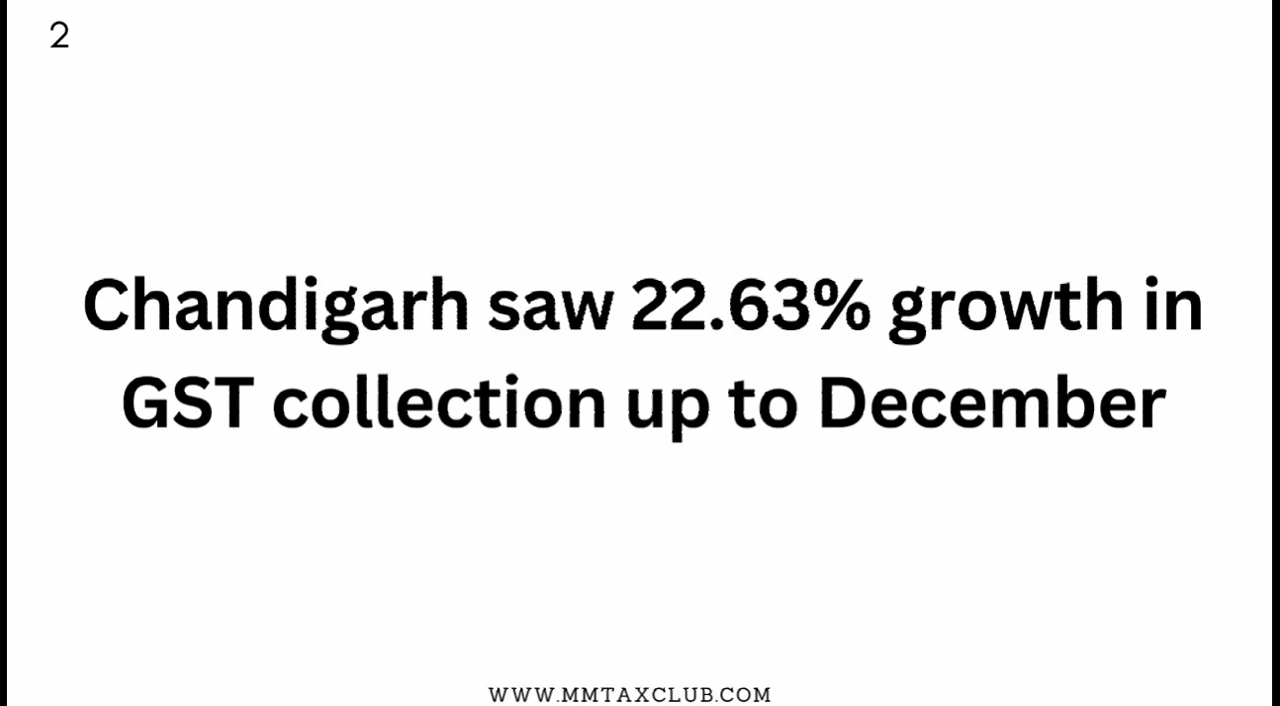 2
Chandigarh saw 22.63% growth in
GST collection up to December
WWW.MMTAXCLUB.COM